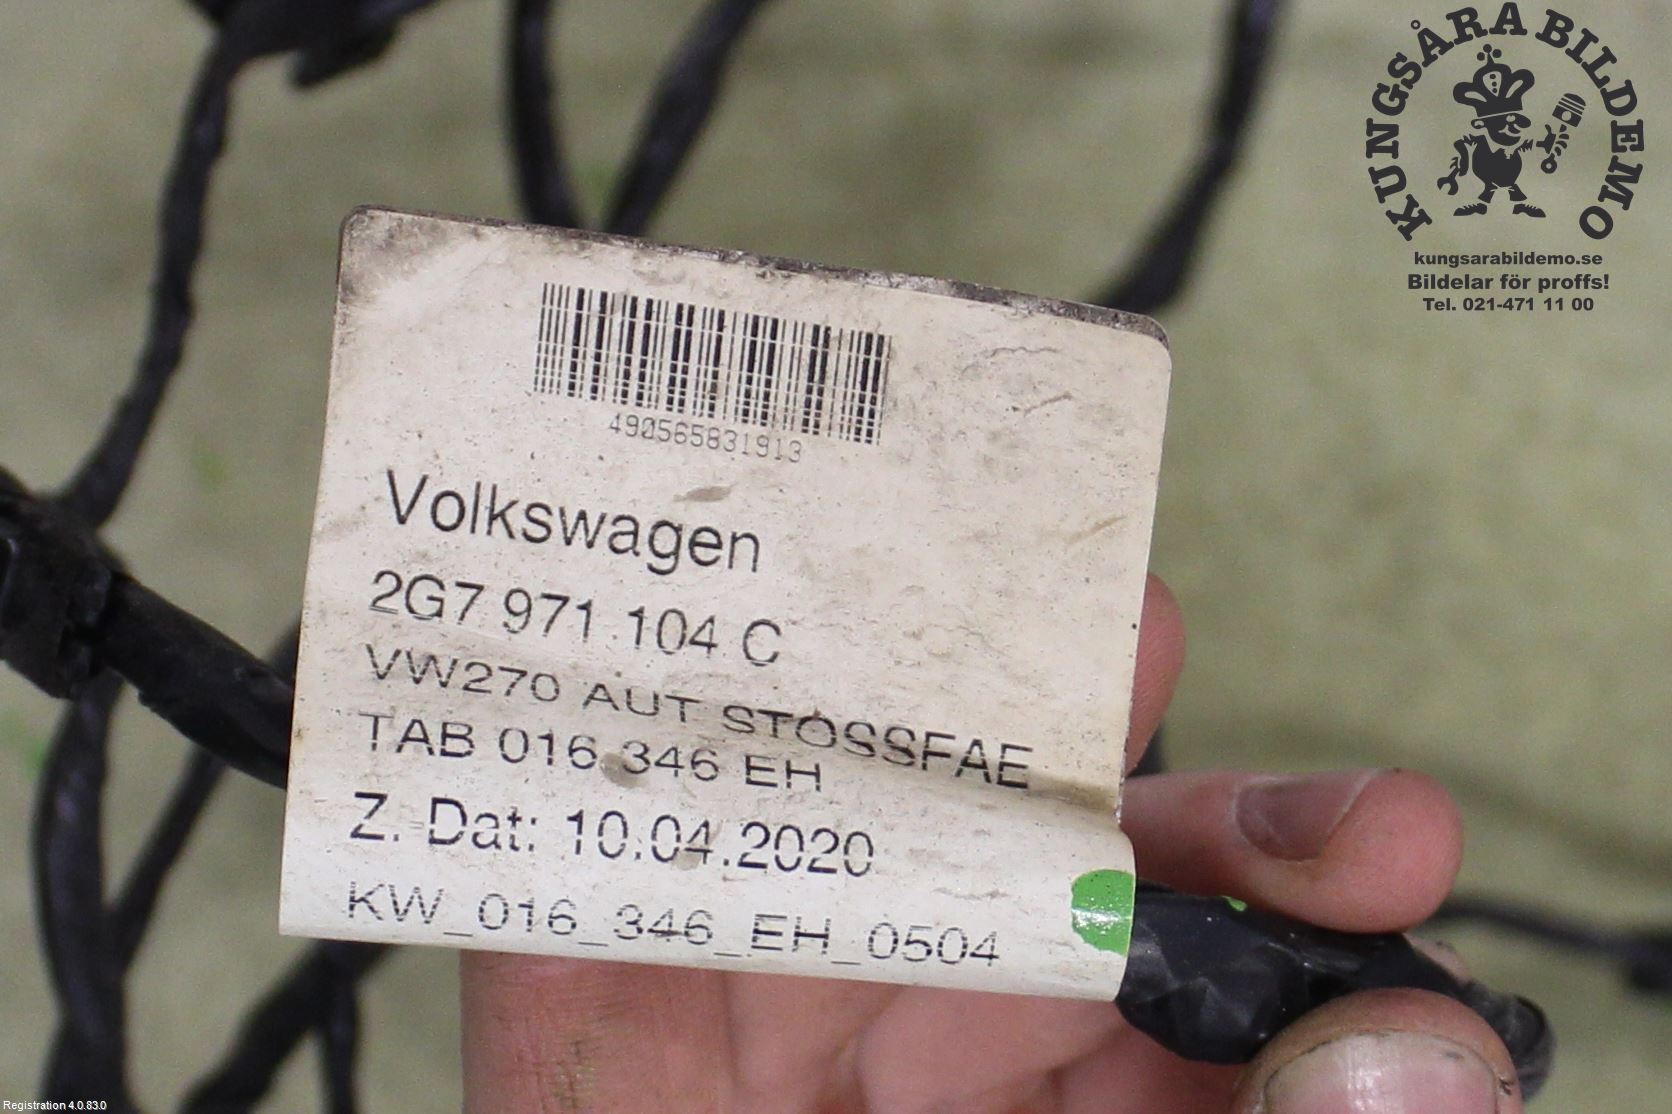 KUNGSÅRA BILDEMO
kungsarabildemo.se
Bildelar för proffs!
Tel. 021-471 11 00
490565831913
Volkswagen
2G7 971 104 C
VW270 AUT STOSSFAE
TAB 016 346 EH
Z. Dat: 10.04.2020
KW_016_346_EH_0504
Registration 4.0.83.0